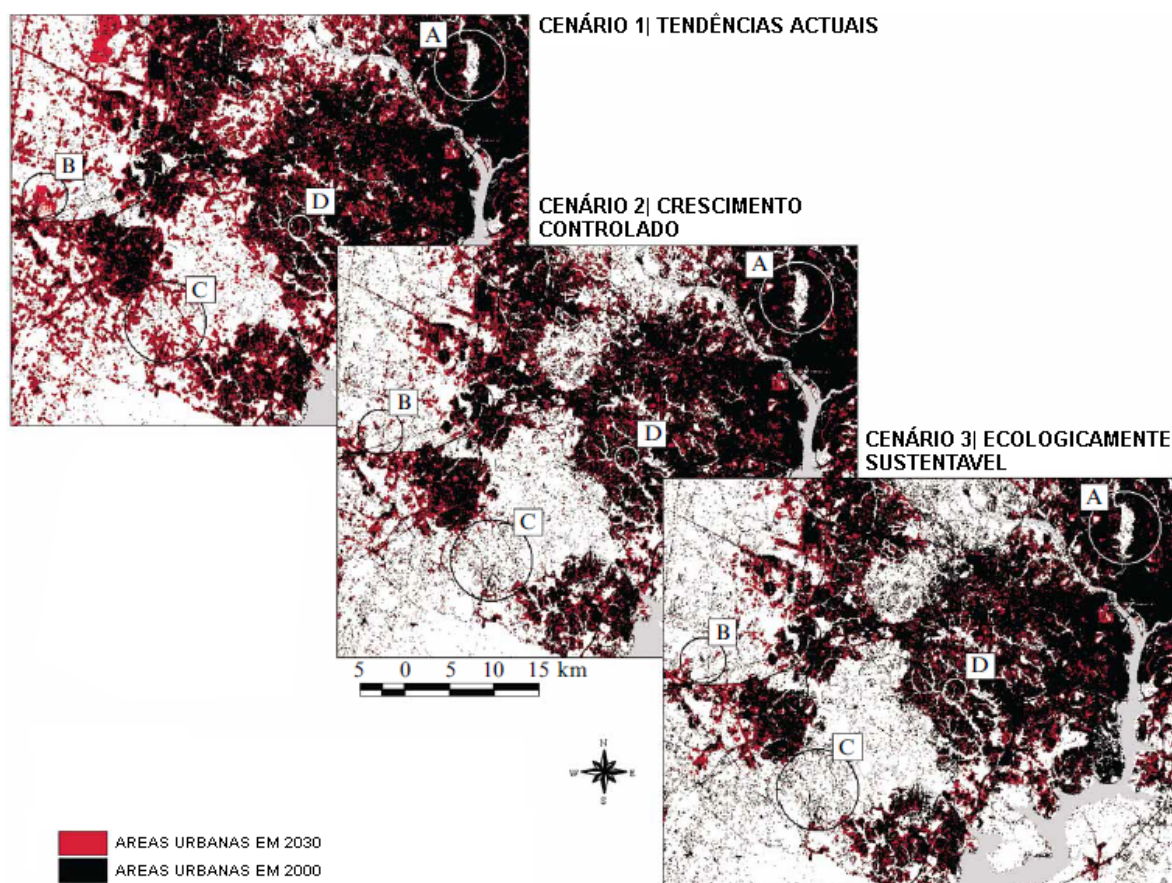 CENÁRIO 1| TENDÊNCIAS ACTUAIS
A
B
D
C
CENÁRIO 2| CRESCIMENTO
CONTROLADO
A
B
D
C
CENÁRIO 3| ECOLOGICAMENTE
SUSTENTAVEL
A
B
D
C
5 0 5 10 15 km
N
W E
S
AREAS URBANAS EM 2030
AREAS URBANAS EM 2000